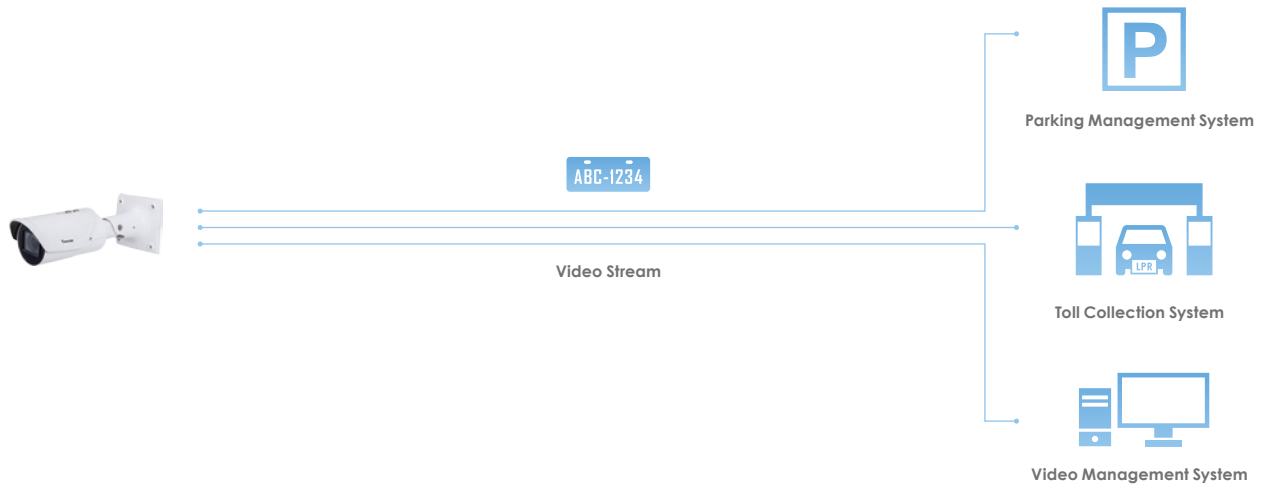 P
Parking Management System
ABC-1234
Video Stream
LPR
Toll Collection System
Video Management System